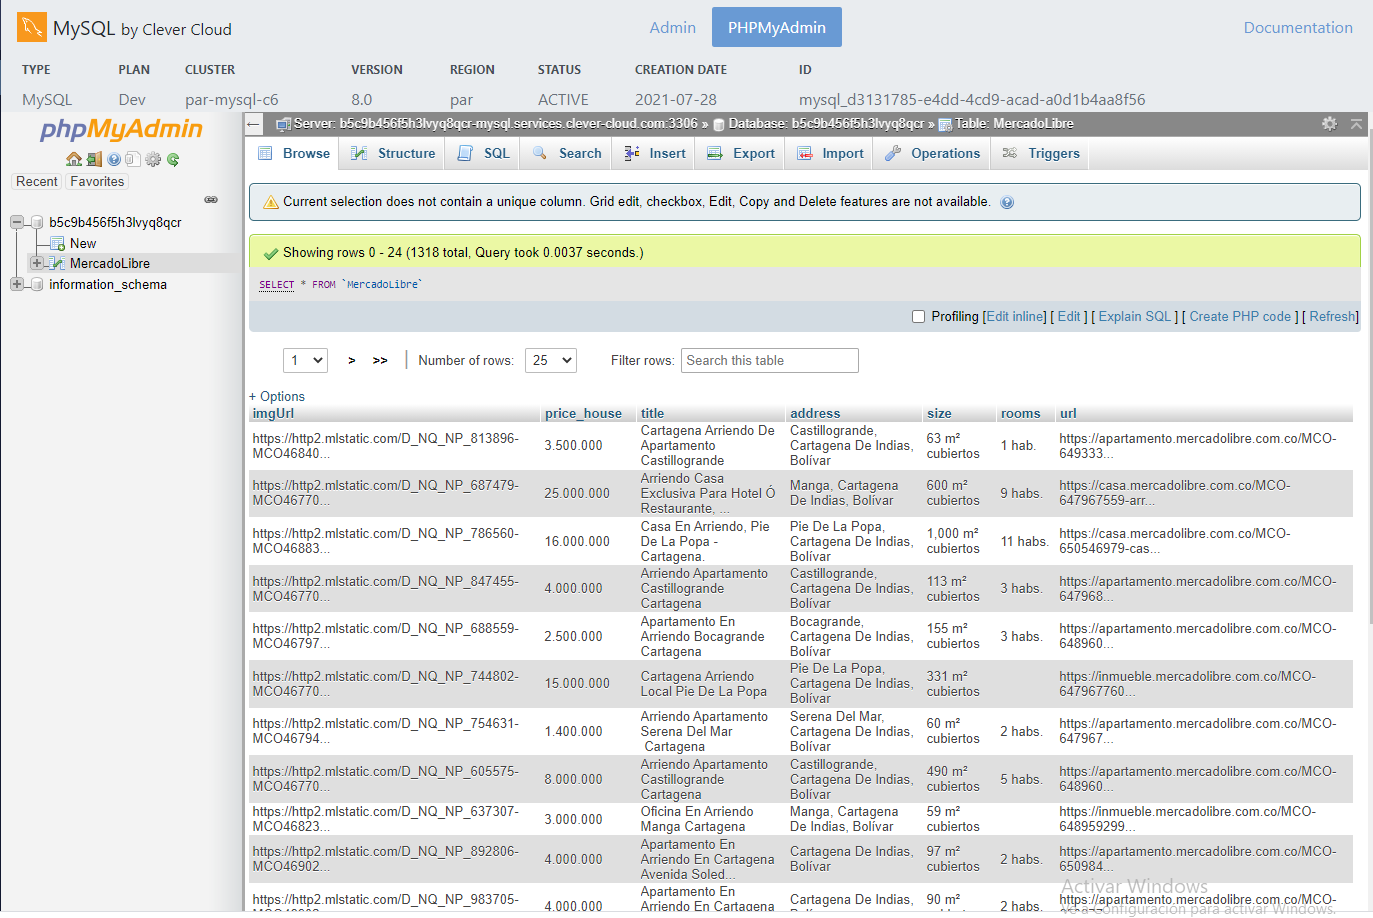 MySQL by Clever Cloud
Admin
PHPMyAdmin
Documentation
TYPE PLAN CLUSTER VERSION REGION STATUS CREATION DATE ID
MySQL Dev par-mysql-c6 8.0 par ACTIVE 2021-07-28 mysql_d3131785-e4dd-4cd9-acad-a0d1b4aa8f56
phpMyAdmin
Recent Favorites
b5c9b456f5h3lvyq8qcr
New
MercadoLibre
information_schema
Server: b5c9b456f5h3lvyq8qcr-mysql.services.clever-cloud.com:3306 » Database: b5c9b456f5h3lvyq8qcr » Table: MercadoLibre
Browse Structure SQL Search Insert Export Import Operations Triggers
Current selection does not contain a unique column. Grid edit, checkbox, Edit, Copy and Delete features are not available.
Showing rows 0 - 24 (1318 total, Query took 0.0037 seconds.)
SELECT * FROM `MercadoLibre`
Profiling [Edit inline] [ Edit ] [ Explain SQL ] [ Create PHP code ] [ Refresh]
1 > >> Number of rows: 25 Filter rows: Search this table
+ Options
imgUrl price_house title address size rooms url
https://http2.mlstatic.com/D_NQ_NP_813896-
MCO46840...
3.500.000
Cartagena Arriendo De
Apartamento
Castillogrande
Castillogrande,
Cartagena De Indias,
Bolívar
63 m²
cubiertos
1 hab.
https://apartamento.mercadolibre.com.co/MCO-
649333...
https://http2.mlstatic.com/D_NQ_NP_687479-
MCO46770...
25.000.000
Arriendo Casa
Exclusiva Para Hotel Ó
Restaurante, ...
Manga, Cartagena
De Indias, Bolívar
600 m²
cubiertos
9 habs.
https://casa.mercadolibre.com.co/MCO-
647967559-arr...
https://http2.mlstatic.com/D_NQ_NP_786560-
MCO46883...
16.000.000
Casa En Arriendo, Pie
De La Popa -
Cartagena.
Pie De La Popa,
Cartagena De Indias,
Bolívar
1,000 m²
cubiertos
11 habs.
https://casa.mercadolibre.com.co/MCO-
650546979-cas...
https://http2.mlstatic.com/D_NQ_NP_847455-
MCO46770...
4.000.000
Arriendo Apartamento
Castillogrande
Cartagena
Castillogrande,
Cartagena De Indias,
Bolívar
113 m²
cubiertos
3 habs.
https://apartamento.mercadolibre.com.co/MCO-
647968...
https://http2.mlstatic.com/D_NQ_NP_688559-
MCO46797...
2.500.000
Apartamento En
Arriendo Bocagrande
Cartagena
Bocagrande,
Cartagena De Indias,
Bolívar
155 m²
cubiertos
3 habs.
https://apartamento.mercadolibre.com.co/MCO-
648960...
https://http2.mlstatic.com/D_NQ_NP_744802-
MCO46770...
15.000.000
Cartagena Arriendo
Local Pie De La Popa
Pie De La Popa,
Cartagena De Indias,
Bolívar
331 m²
cubiertos
https://inmueble.mercadolibre.com.co/MCO-
647967760...
https://http2.mlstatic.com/D_NQ_NP_754631-
MCO46794...
1.400.000
Arriendo Apartamento
Serena Del Mar
Cartagena
Serena Del Mar,
Cartagena De Indias,
Bolívar
60 m²
cubiertos
2 habs.
https://apartamento.mercadolibre.com.co/MCO-
647967...
https://http2.mlstatic.com/D_NQ_NP_605575-
MCO46770...
8.000.000
Arriendo Apartamento
Castillogrande
Cartagena
Castillogrande,
Cartagena De Indias,
Bolívar
490 m²
cubiertos
5 habs.
https://apartamento.mercadolibre.com.co/MCO-
648960...
https://http2.mlstatic.com/D_NQ_NP_637307-
MCO46823...
3.000.000
Oficina En Arriendo
Manga Cartagena
Manga, Cartagena
De Indias, Bolívar
59 m²
cubiertos
https://inmueble.mercadolibre.com.co/MCO-
648959299...
https://http2.mlstatic.com/D_NQ_NP_892806-
MCO46902...
4.000.000
Apartamento En
Arriendo En Cartagena
Avenida Soled...
Cartagena De Indias,
Bolívar
97 m²
cubiertos
2 habs.
https://apartamento.mercadolibre.com.co/MCO-
650984...
https://http2.mlstatic.com/D_NQ_NP_983705-
4.000.000
Apartamento En
Arriendo En Cartagena
Cartagena De Indias,
90 m²
2 habs.
https://apartamento.mercadolibre.com.co/MCO-
Activar Windows
Ve a Configuración para activar Windows.